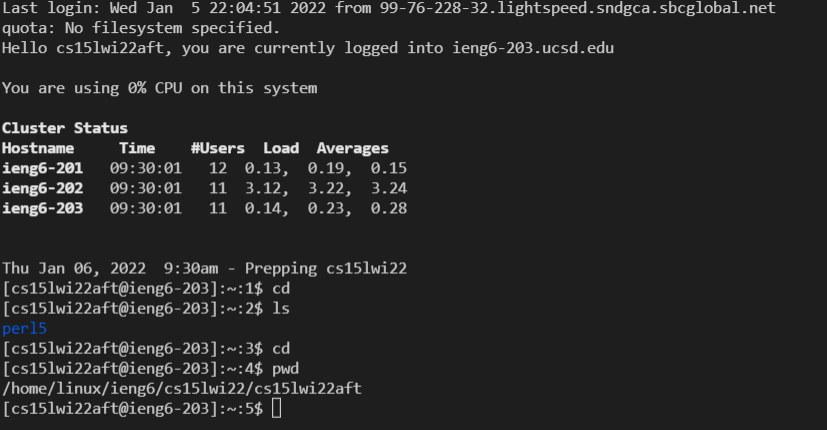 Last login: Wed Jan  5 22:04:51 2022 from 99-76-228-32.lightspeed.sndgca.sbcglobal.net
quota: No filesystem specified.
Hello cs15lwi22aft, you are currently logged into ieng6-203.ucsd.edu
You are using 0% CPU on this system
Cluster Status
Hostname     Time    #Users  Load  Averages
ieng6-201   09:30:01   12  0.13,  0.19,  0.15
ieng6-202   09:30:01   11  3.12,  3.22,  3.24
ieng6-203   09:30:01   11  0.14,  0.23,  0.28
Thu Jan 06, 2022  9:30am - Prepping cs15lwi22
[cs15lwi22aft@ieng6-203]:~:1$ cd
[cs15lwi22aft@ieng6-203]:~:2$ ls
perl5
[cs15lwi22aft@ieng6-203]:~:3$ cd
[cs15lwi22aft@ieng6-203]:~:4$ pwd
/home/linux/ieng6/cs15lwi22/cs15lwi22aft
[cs15lwi22aft@ieng6-203]:~:5$